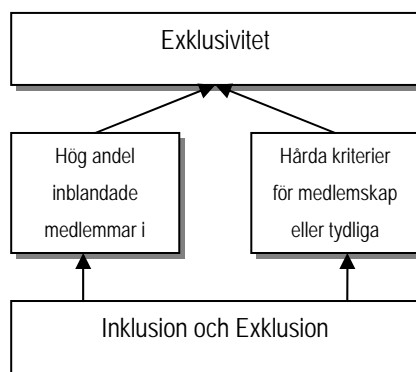 Exklusivitet
Hög andel
inblandade
medlemmar i
Hårda kriterier
för medlemskap
eller tydliga
Inklusion och Exklusion